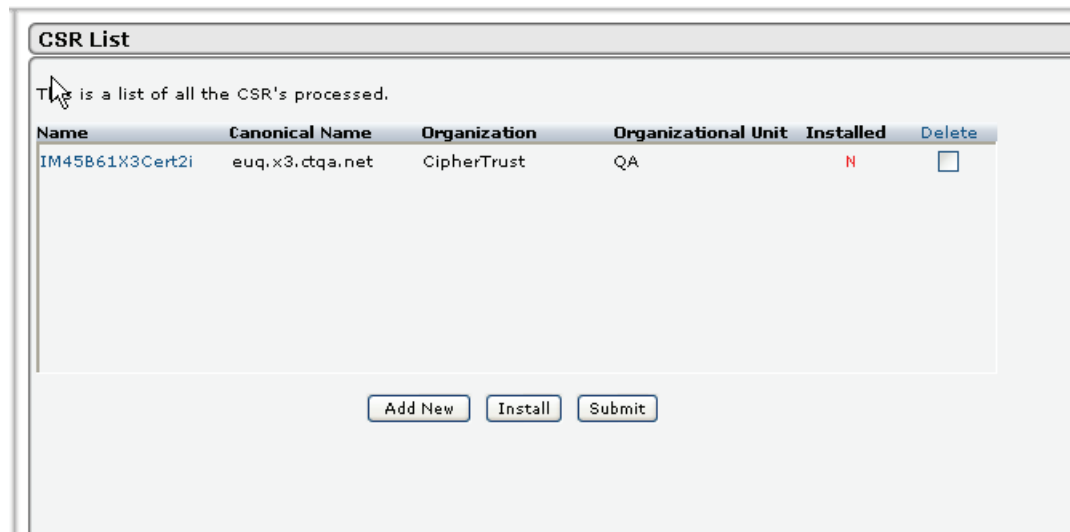 CSR List
This is a list of all the CSR's processed.
Name Canonical Name Organization Organizational Unit Installed Delete
IM45B61X3Cert2i euq.x3.ctqa.net CipherTrust QA N
Add New Install Submit